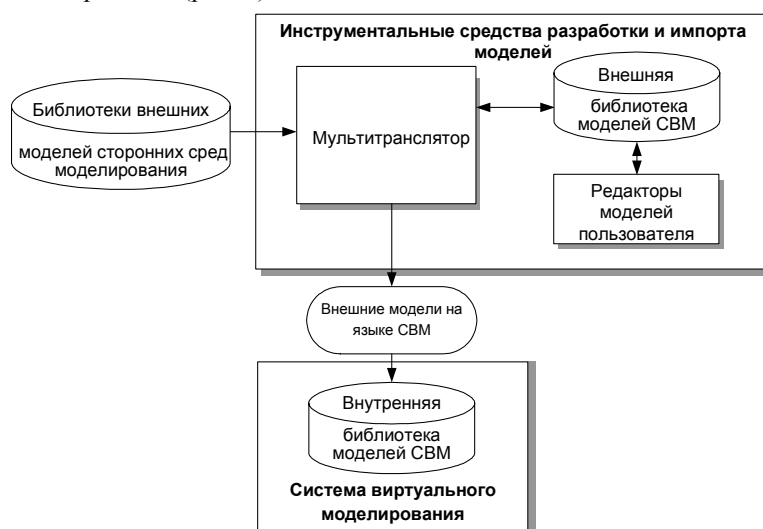 Инструментальные средства разработки и импорта
моделей
Библиотеки внешних
моделей сторонних сред
моделирования
Мультитранслятор
Внешняя
библиотека
моделей СВМ
Редакторы
моделей
пользователя
Внешние модели на
языке СВМ
Внутренняя
библиотека
моделей СВМ
Система виртуального
моделирования